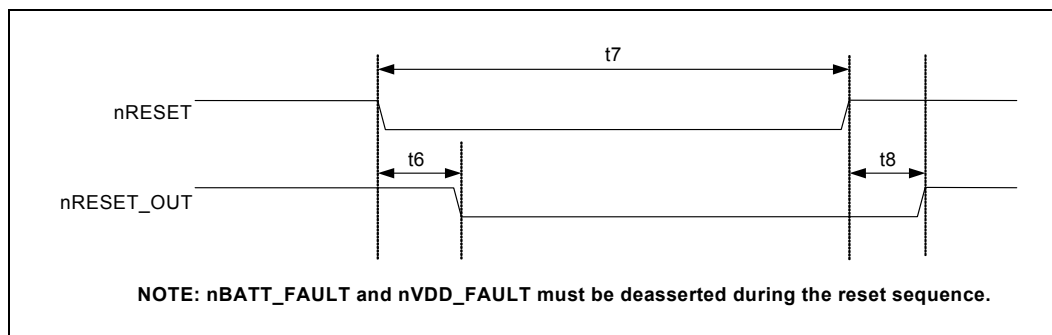 t7
nRESET
t6
t8
nRESET_OUT
NOTE: nBATT_FAULT and nVDD_FAULT must be deasserted during the reset sequence.